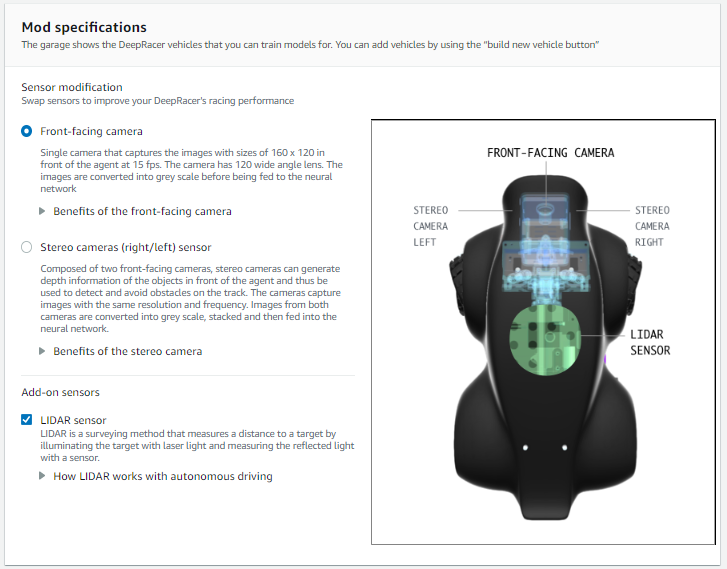 Mod specifications
The garage shows the DeepRacer vehicles that you can train models for. You can add vehicles by using the “build new vehicle button”
Sensor modification
Swap sensors to improve your DeepRacer's racing performance
Front-facing camera
Single camera that captures the images with sizes of 160 x 120 in
front of the agent at 15 fps. The camera has 120 wide angle lens. The
images are converted into grey scale before being fed to the neural
network
Benefits of the front-facing camera
Stereo cameras (right/left) sensor
Composed of two front-facing cameras, stereo cameras can generate
depth information of the objects in front of the agent and thus be
used to detect and avoid obstacles on the track. The cameras capture
images with the same resolution and frequency. Images from both
cameras are converted into grey scale, stacked and then fed into the
neural network.
Benefits of the stereo camera
Add-on sensors
LIDAR sensor
LIDAR is a surveying method that measures a distance to a target by
illuminating the target with laser light and measuring the reflected light
with a sensor.
How LIDAR works with autonomous driving
FRONT-FACING CAMERA
STEREO
CAMERA
LEFT
STEREO
CAMERA
RIGHT
LIDAR
SENSOR